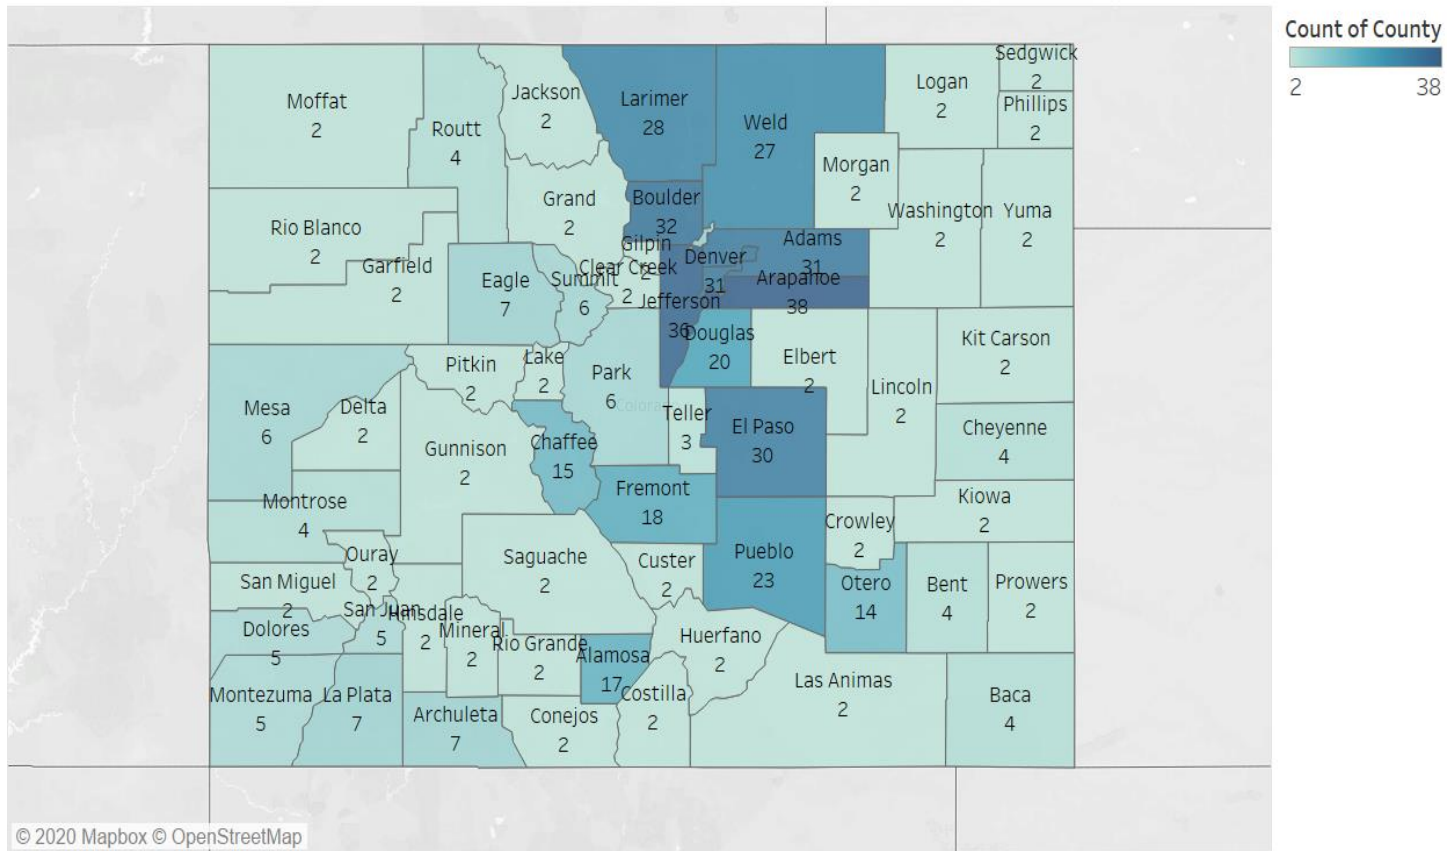 Count of County
2 38
Moffat
2
Routt
4
Jackson
2
Larimer
28
Weld
27
Logan
2
Sedgwick
2
Phillips
2
Morgan
2
Washington
2
Yuma
2
Rio Blanco
2
Grand
2
Boulder
32
Gilpin
2
Clear Creek
2
Adams
31
Denver
31
Arapahoe
38
Garfield
2
Eagle
7
Summit
6
Jefferson
36
Douglas
20
Elbert
2
Lincoln
2
Kit Carson
2
Mesa
6
Delta
2
Pitkin
2
Lake
2
Park
6
Colorado
Teller
3
El Paso
30
Cheyenne
4
Gunnison
2
Chaffee
15
Fremont
18
Kiowa
2
Montrose
4
Crowley
2
Ouray
2
Saguache
2
Custer
2
Pueblo
23
Otero
14
Bent
4
Prowers
2
San Miguel
2
San Juan
5
Hinsdale
2
Mineral
2
Dolores
5
Rio Grande
2
Alamosa
17
Huerfano
2
Montezuma
5
La Plata
7
Archuleta
7
Conejos
2
Costilla
2
Las Animas
2
Baca
4
© 2020 Mapbox © OpenStreetMap